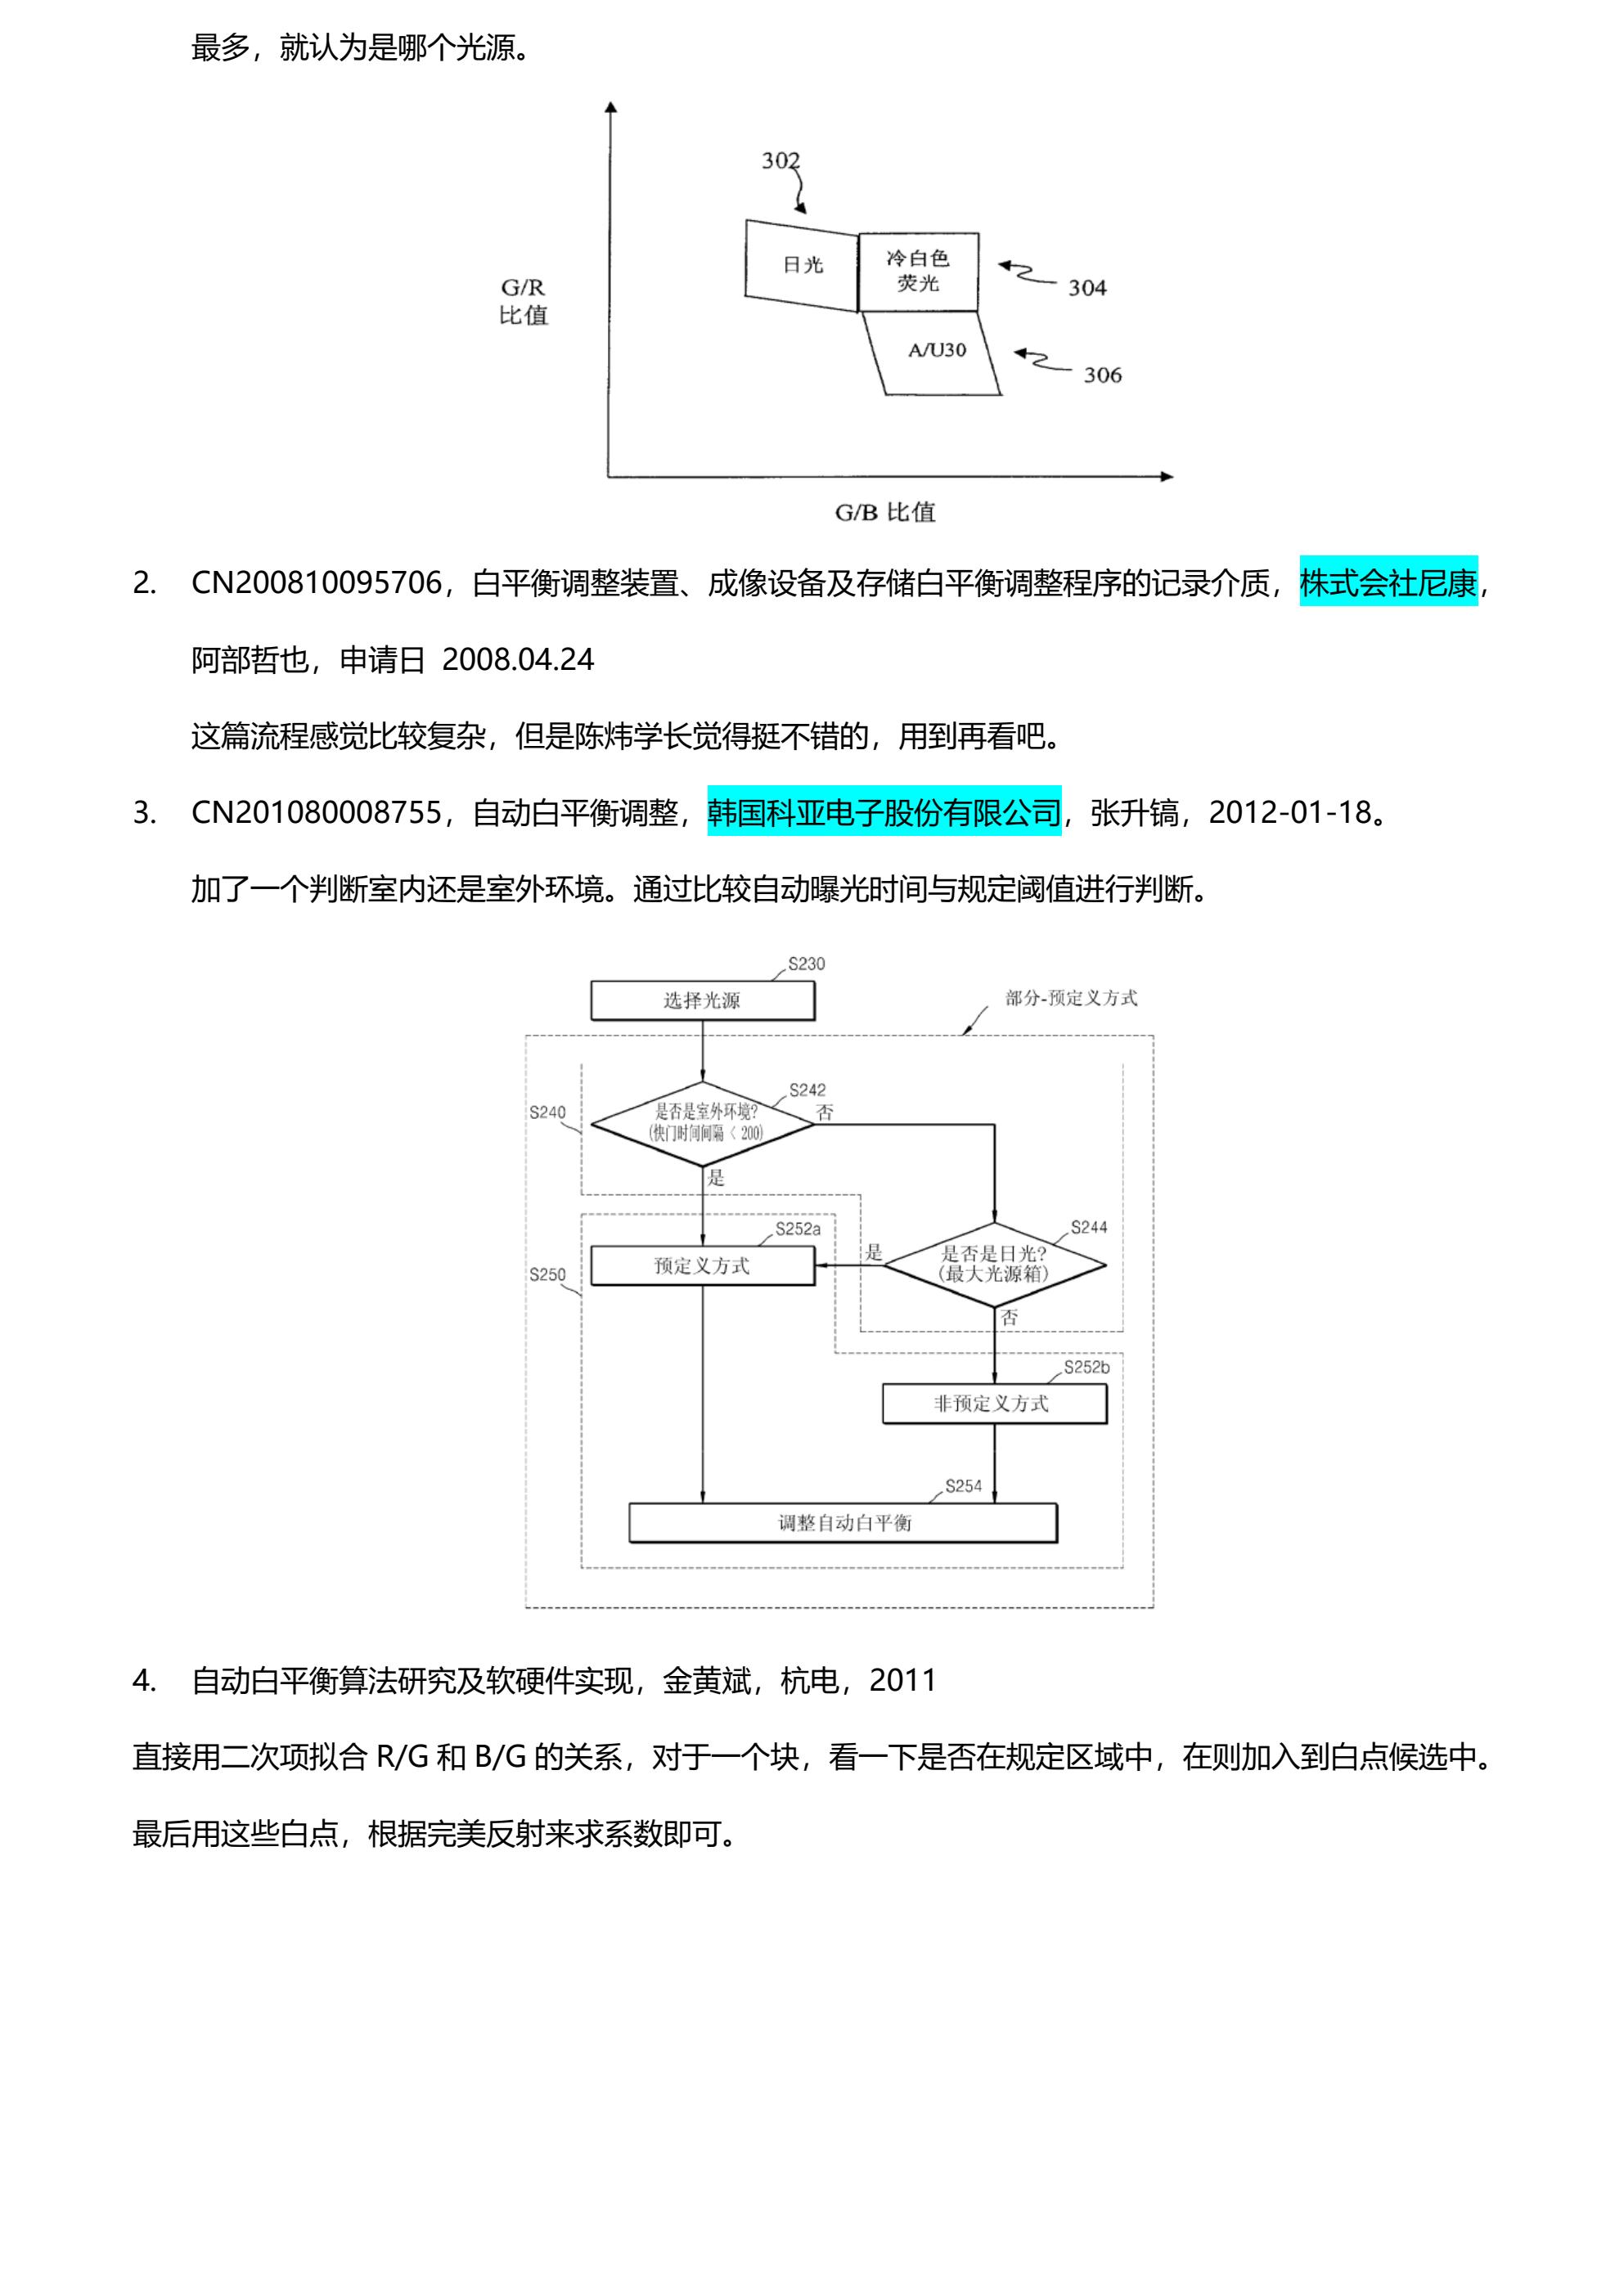 最多，就认为是哪个光源。
302
日光
冷白色
荧光
304
G/R
比值
A/U30
306
G/B 比值
2. CN200810095706，白平衡调整装置、成像设备及存储白平衡调整程序的记录介质，株式会社尼康，
阿部哲也，申请日 2008.04.24
这篇流程感觉比较复杂，但是陈炜学长觉得挺不错的，用到再看吧。
3. CN201080008755，自动白平衡调整，韩国科亚电子股份有限公司，张升镐，2012-01-18。
加了一个判断室内还是室外环境。通过比较自动曝光时间与规定阈值进行判断。
S230
选择光源
部分-预定义方式
S242
S240
是否是室外环境?
(快门时间间隔 < 200)
否
是
S252a
S244
预定义方式
是
是否是日光?
(最大光源箱)
S250
否
S252b
非预定义方式
S254
调整自动白平衡
4. 自动白平衡算法研究及软硬件实现，金黄斌，杭电，2011
直接用二次项拟合 R/G 和 B/G 的关系，对于一个块，看一下是否在规定区域中，在则加入到白点候选中。
最后用这些白点，根据完美反射来求系数即可。